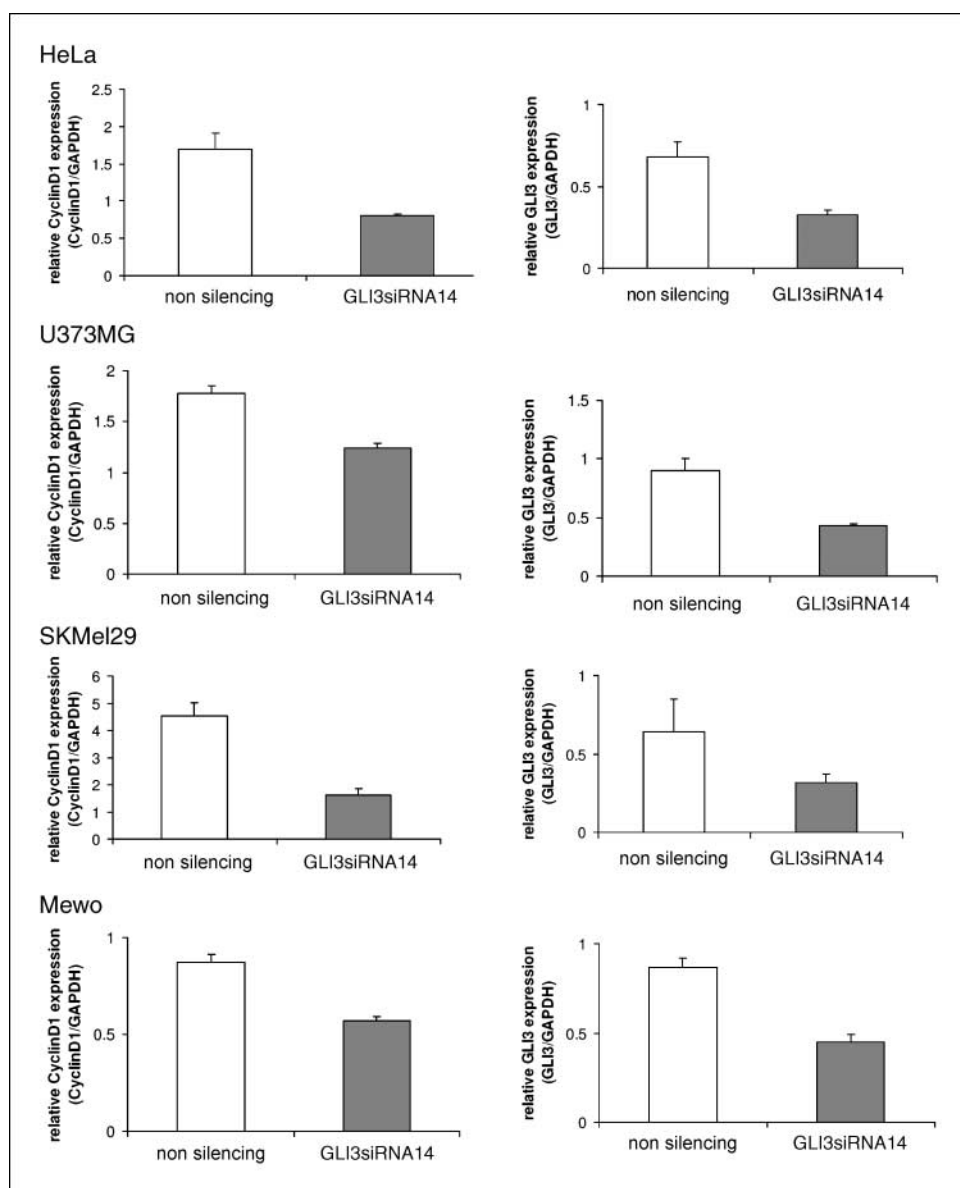 HeLa
relative CyclinD1 expression
(CyclinD1/GAPDH)
2.5
2
1.5
1
0.5
0
non silencing
GLI3siRNA14
relative GLI3 expression
(GLI3/GAPDH)
1
0.5
0
non silencing
GLI3siRNA14
U373MG
relative CyclinD1 expression
(CyclinD1/GAPDH)
2
1.5
1
0.5
0
non silencing
GLI3siRNA14
relative GLI3 expression
(GLI3/GAPDH)
1.5
1
0.5
0
non silencing
GLI3siRNA14
SKMel29
relative CyclinD1 expression
(CyclinD1/GAPDH)
6
5
4
3
2
1
0
non silencing
GLI3siRNA14
relative GLI3 expression
(GLI3/GAPDH)
1
0.5
0
non silencing
GLI3siRNA14
Mewo
relative CyclinD1 expression
(CyclinD1/GAPDH)
1
0.5
0
non silencing
GLI3siRNA14
relative GLI3 expression
(GLI3/GAPDH)
1
0.5
0
non silencing
GLI3siRNA14